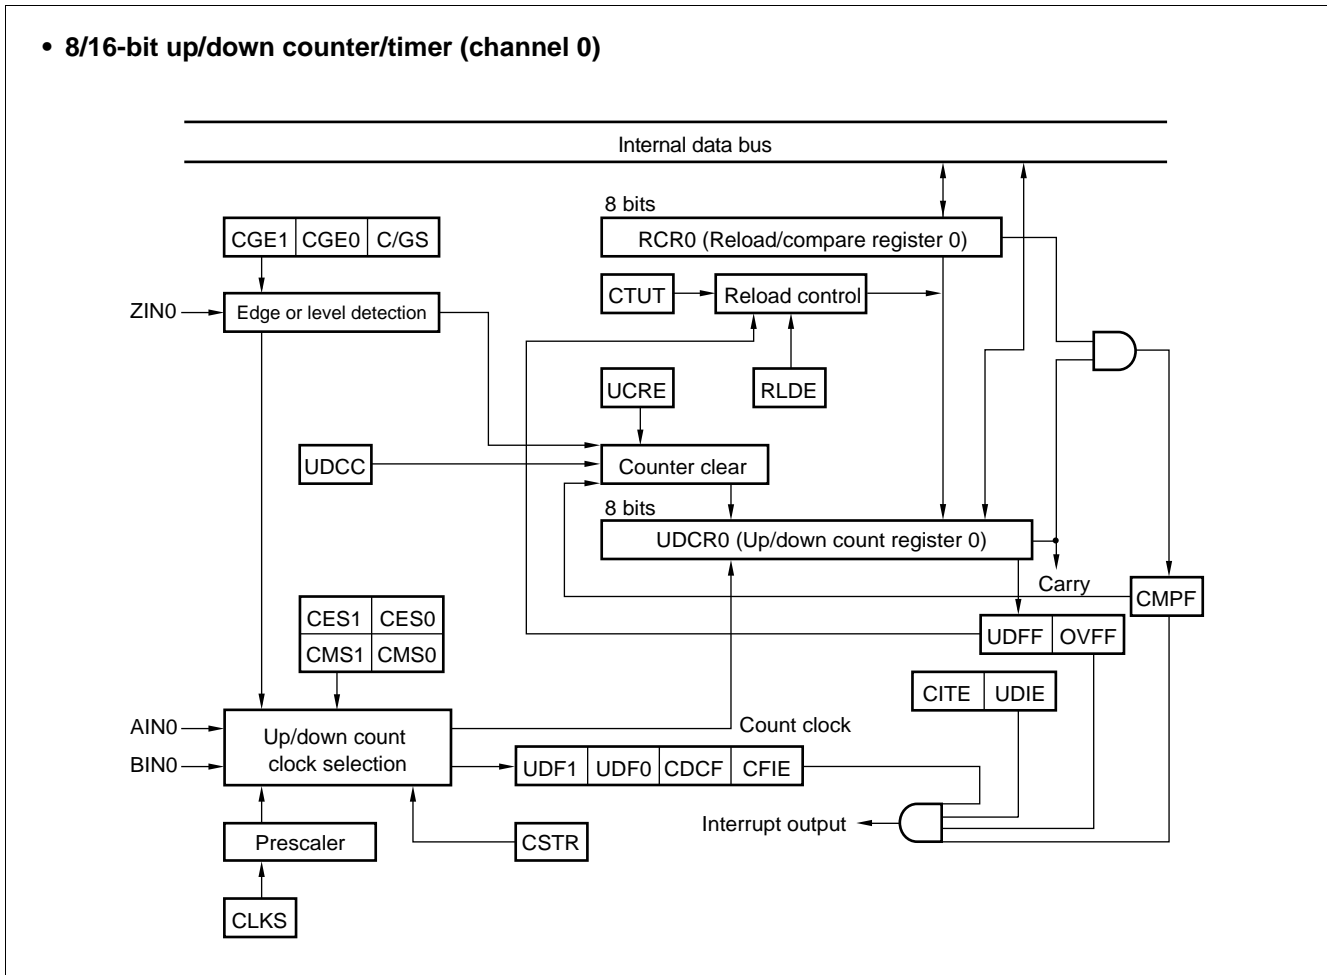 • 8/16-bit up/down counter/timer (channel 0)
Internal data bus
8 bits
CGE1 CGE0 C/GS
RCR0 (Reload/compare register 0)
CTUT
Reload control
ZIN0
Edge or level detection
UCRE
RLDE
UDCC
Counter clear
8 bits
UDCR0 (Up/down count register 0)
Carry
CMPF
CES1 CES0
CMS1 CMS0
UDFF OVFF
CITE UDIE
AIN0
BIN0
Up/down count
clock selection
Count clock
UDF1 UDF0 CDCF CFIE
Interrupt output
Prescaler
CSTR
CLKS